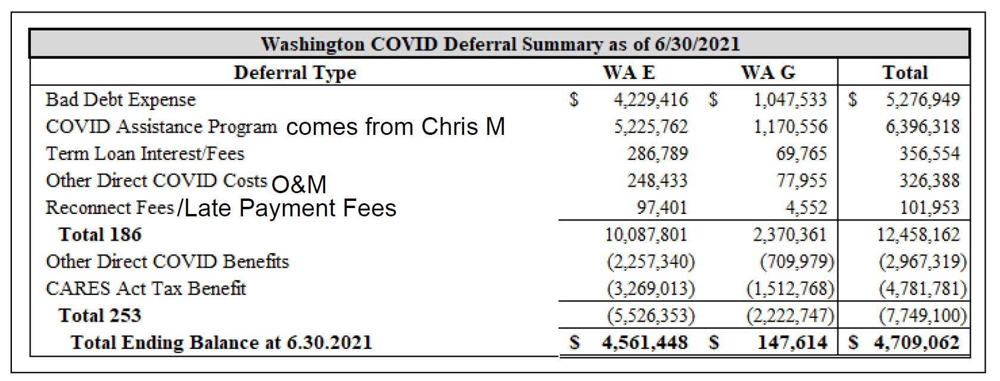 Washington COVID Deferral Summary as of 6/30/2021
Deferral Type WA E WA G Total
Bad Debt Expense $ 4,229,416 $ 1,047,533 $ 5,276,949
COVID Assistance Program comes from Chris M 5,225,762 1,170,556 6,396,318
Term Loan Interest/Fees 286,789 69,765 356,554
Other Direct COVID Costs O&M 248,433 77,955 326,388
Reconnect Fees /Late Payment Fees 97,401 4,552 101,953
Total 186 10,087,801 2,370,361 12,458,162
Other Direct COVID Benefits (2,257,340) (709,979) (2,967,319)
CARES Act Tax Benefit (3,269,013) (1,512,768) (4,781,781)
Total 253 (5,526,353) (2,222,747) (7,749,100)
Total Ending Balance at 6.30.2021 $ 4,561,448 $ 147,614 $ 4,709,062